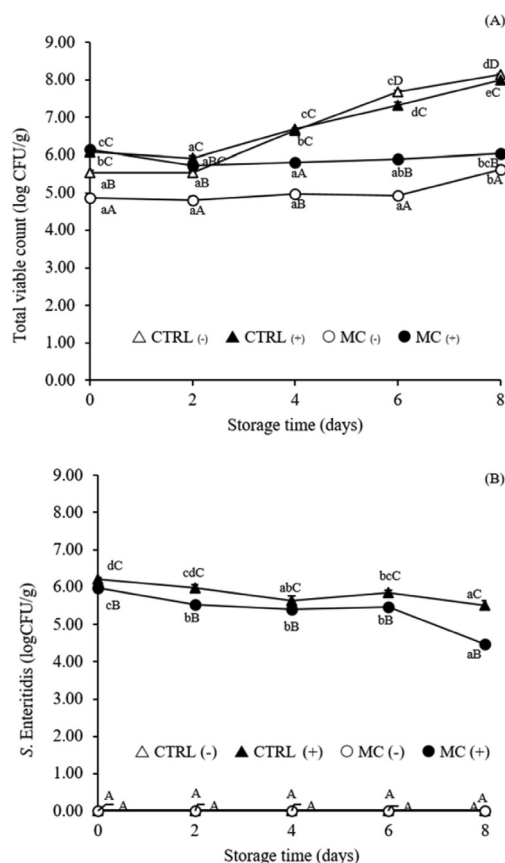 (A)
9.00
8.00
7.00
6.00
5.00
4.00
3.00
2.00
1.00
0.00
Total viable count (log CFU/g)
cC
bC
aB
aA
aC
aBC
aB
aA
cC
bC
aA
aB
cD
dC
abB
aA
dD
eC
bcB
bA
CTRL (-) CTRL (+) MC (-) MC (+)
0 2 4 6 8
Storage time (days)
(B)
9.00
8.00
7.00
6.00
5.00
4.00
3.00
2.00
1.00
0.00
S. Enteritidis (logCFU/g)
dC cdC abC bcC aC
cB bB bB bB aB
CTRL (-) CTRL (+) MC (-) MC (+)
A A A A A
A A A A A
0 2 4 6 8
Storage time (days)